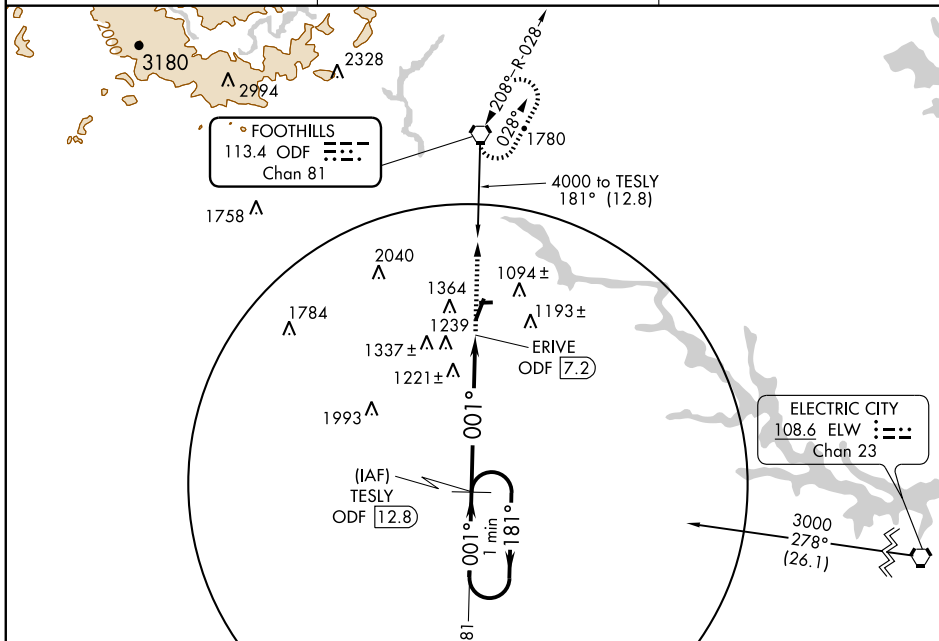 2000
3180
2994
2328
208°–R-028
028°
1780
FOOTHILLS
113.4 ODF
Chan 81
4000 to TESLY
181° (12.8)
1758
2040
1364
1094±
1784
1239
1193±
1337±
ERIVE
ODF 7.2
1221±
1993
001°
ELECTRIC CITY
108.6 ELW
Chan 23
(IAF)
TESLY
ODF 12.8
001°
1 min
181°
3000
278°
(26.1)
81